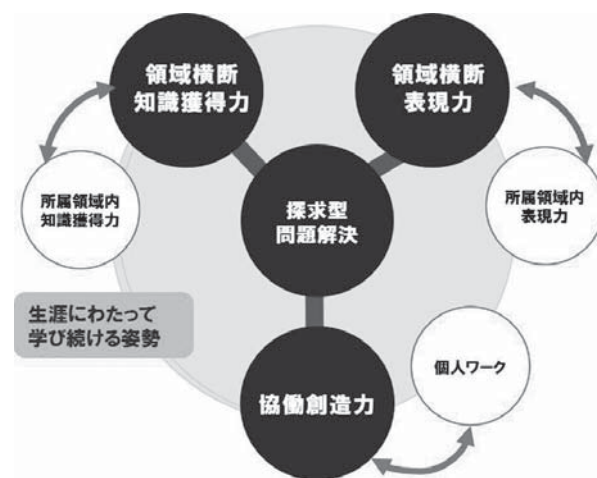 領域横断
知識獲得力
領域横断
表現力
所属領域内
知識獲得力
探求型
問題解決
所属領域内
表現力
生涯にわたって
学び続ける姿勢
協働創造力
個人ワーク